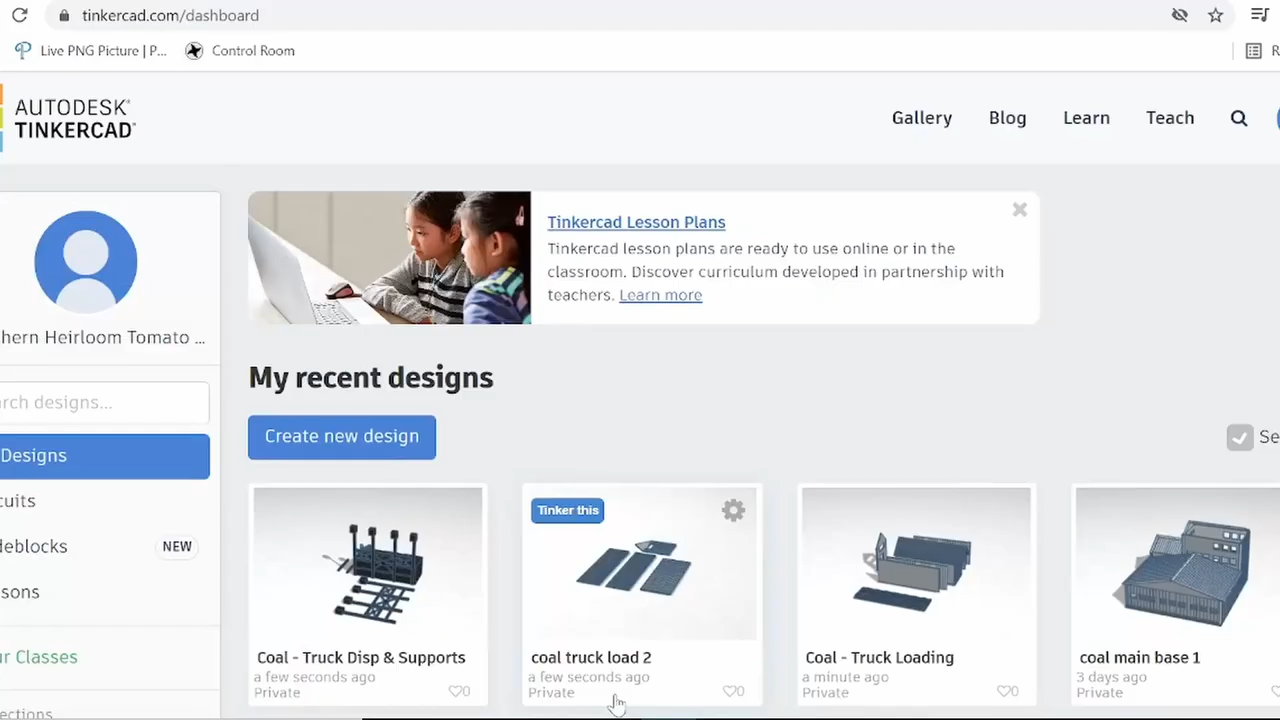 tinkercad.com/dashboard
Live PNG Picture | P...
Control Room
R
AUTODESK®
TINKERCAD®
Gallery
Blog
Learn
Teach
Tinkercad Lesson Plans
Tinkercad lesson plans are ready to use online or in the
classroom. Discover curriculum developed in partnership with
teachers. Learn more
hern Heirloom Tomato ...
rch designs...
Designs
cuits
deblocks
NEW
sons
r Classes
ections
My recent designs
Create new design
Se
Coal - Truck Disp & Supports
a few seconds ago
Private
0
Tinker this
coal truck load 2
a few seconds ago
Private
0
Coal - Truck Loading
a minute ago
Private
0
coal main base 1
3 days ago
Private